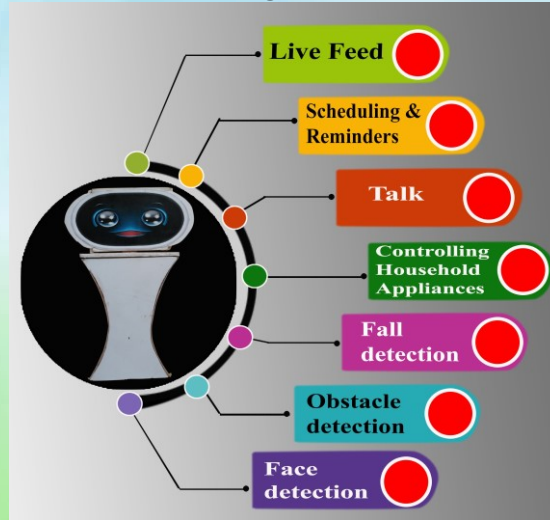 Live Feed
Scheduling &
Reminders
Talk
Controlling
Household
Appliances
Fall
detection
Obstacle
detection
Face
detection